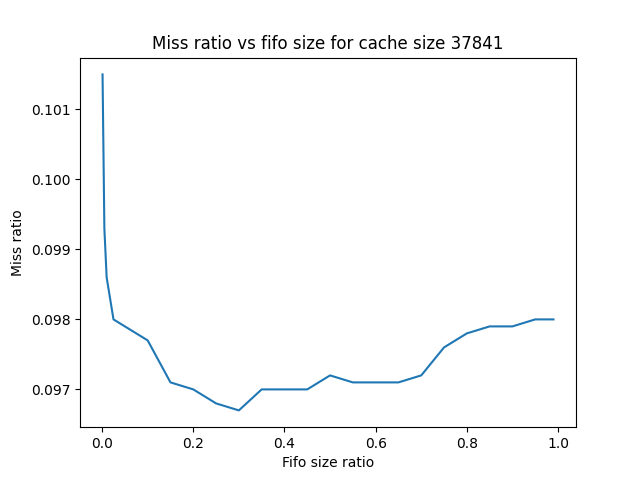 Miss ratio vs fifo size for cache size 37841
0.101
0.100
0.099
0.098
0.097
Miss ratio
0.0 0.2 0.4 0.6 0.8 1.0
Fifo size ratio